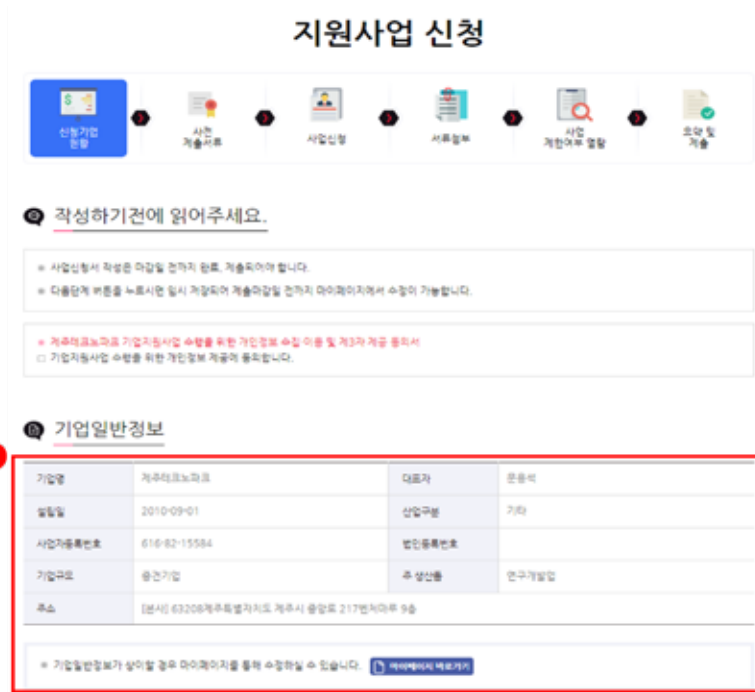 지원사업 신청
신청기업
현황
사전
제출서류
사업신청
서류첨부
사업
제한여부 열람
요약 및
제출
작성하기전에 읽어주세요.
※ 사업신청서 작성은 마감일 전까지 완료, 제출되어야 합니다.
※ 다음단계 버튼을 누르시면 임시 저장되어 제출마감일 전까지 마이페이지에서 수정이 가능합니다.
※ 제주테크노파크 기업지원사업 수행을 위한 개인정보 수집·이용 및 제3자 제공 동의서
□ 기업지원사업 수행을 위한 개인정보 제공에 동의합니다.
기업일반정보
기업명 제주테크노파크 대표자
설립일 2010-09-01 산업구분 기타
사업자등록번호 616-82-15584 법인등록번호
기업규모 중견기업 주 생산품 연구개발업
주소 [본사] 63208제주특별자치도 제주시 중앙로 217 9층
※ 기업일반정보가 상이할 경우 마이페이지를 통해 수정하실 수 있습니다. 마이페이지 바로가기